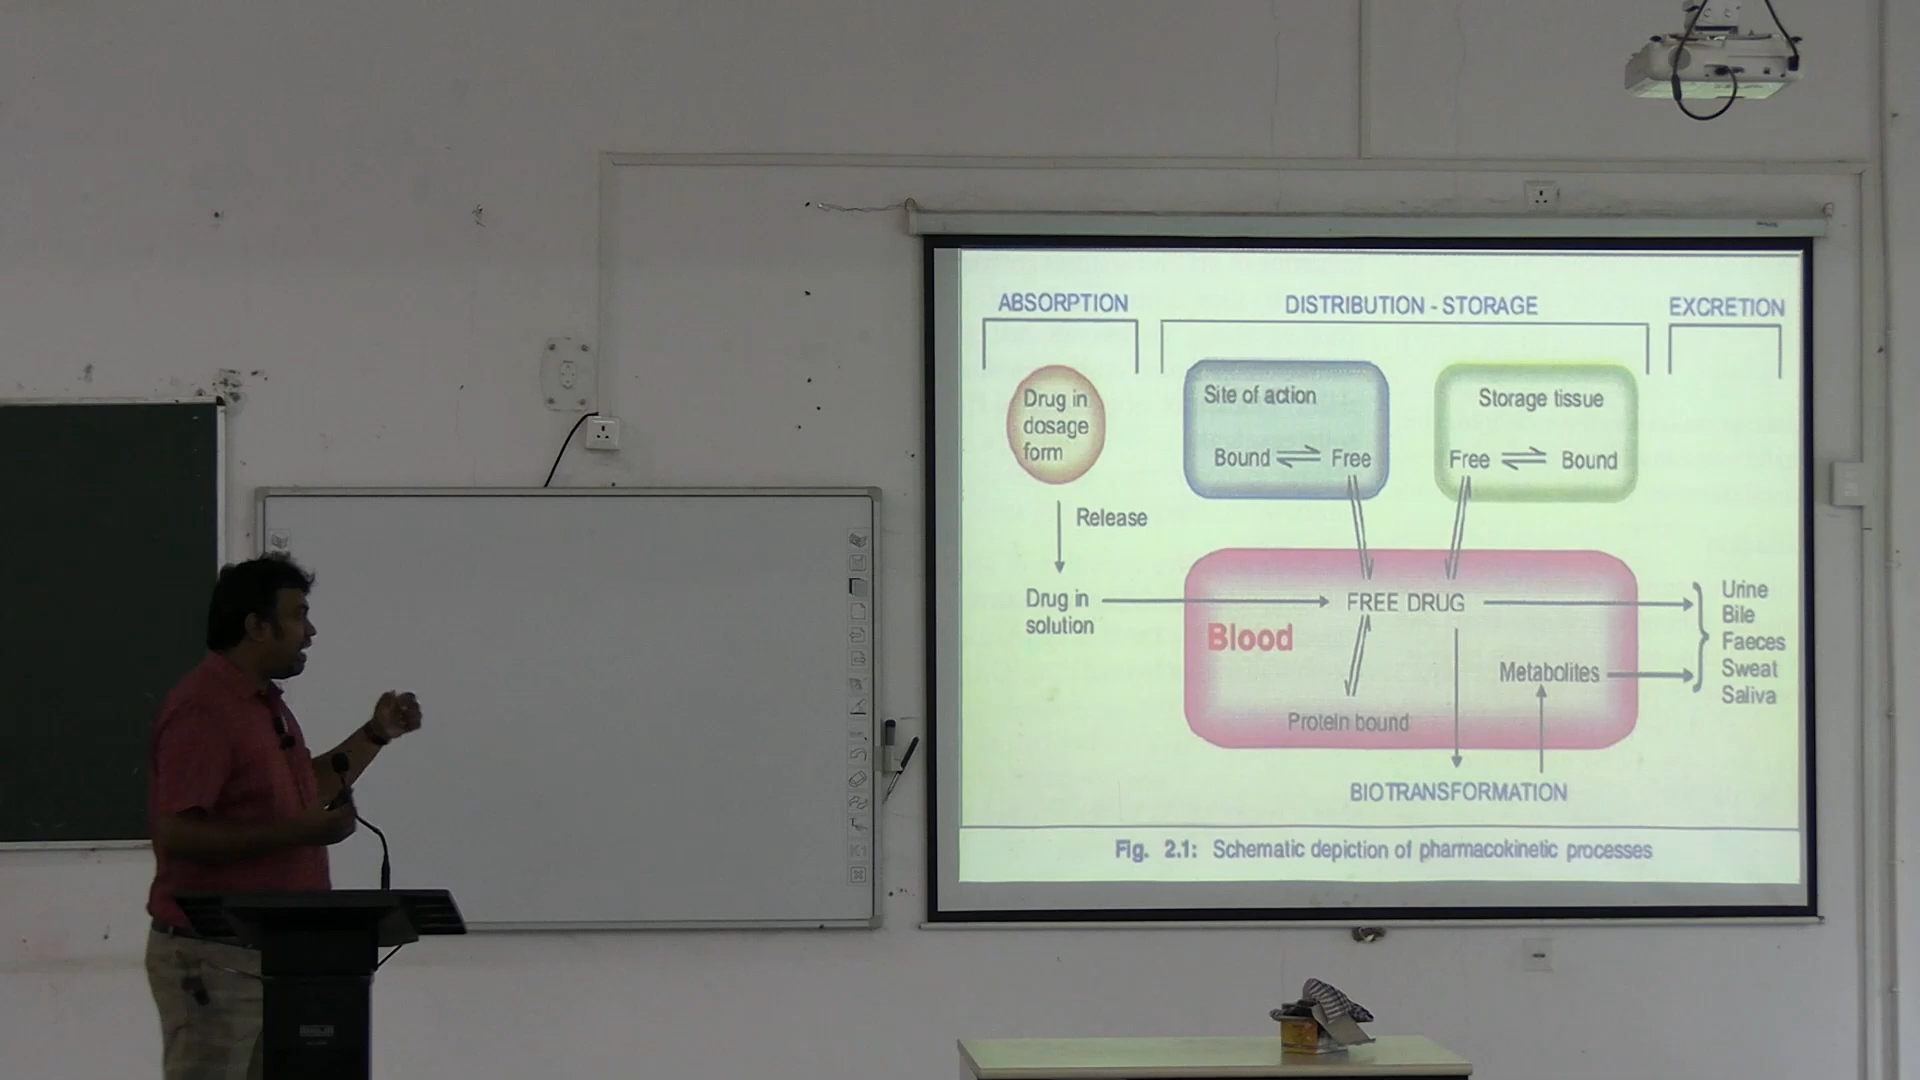 ABSORPTION
DISTRIBUTION - STORAGE
EXCRETION
Drug in
dosage
form
Site of action
Bound ⇌ Free
Storage tissue
Free ⇌ Bound
Release
Drug in
solution
FREE DRUG
Blood
Metabolites
Protein bound
Urine
Bile
Faeces
Sweat
Saliva
BIOTRANSFORMATION
Fig. 2.1: Schematic depiction of pharmacokinetic processes